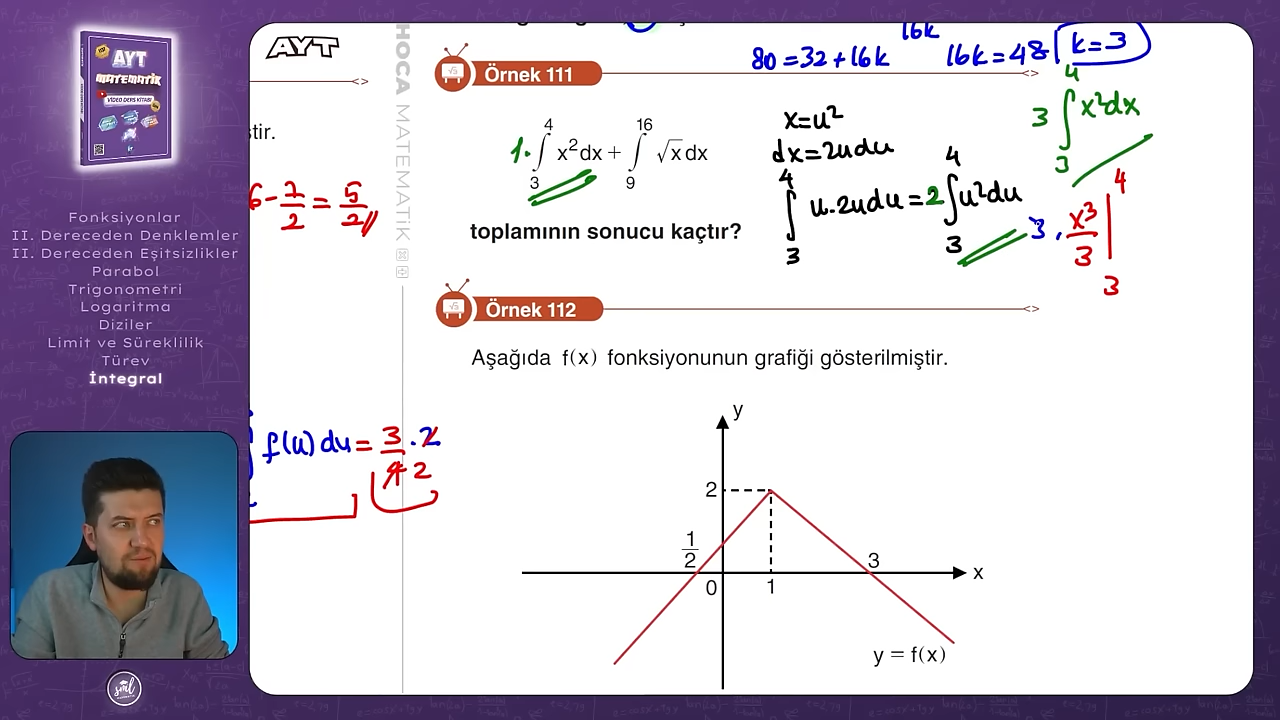 AYT
MATEMATİK
VİDEO DERS KİTABI
Fonksiyonlar
II. Dereceden Denklemler
II. Dereceden Eşitsizlikler
Parabol
Trigonometri
Logaritma
Diziler
Limit ve Süreklilik
Türev
İntegral
sml
AYT
<>
tir.
6 - 7/2 = 5/2
f(u) du = 3/4 . 2
2
HOCA MATEMATİK
16k
80 = 32 + 16k 16k = 48 k = 3
Örnek 111
<>
1. ∫₃⁴ x²dx + ∫₉¹⁶ √x dx
toplamının sonucu kaçtır?
x = u²
dx = 2udu
∫₃⁴ u.2udu = 2 ∫₃⁴ u²du
3 ∫₃⁴ x²dx
3 . x³/3 |₃⁴
Örnek 112
<>
Aşağıda f(x) fonksiyonunun grafiği gösterilmiştir.
y
2
1/2
3
0
1
x
y = f(x)